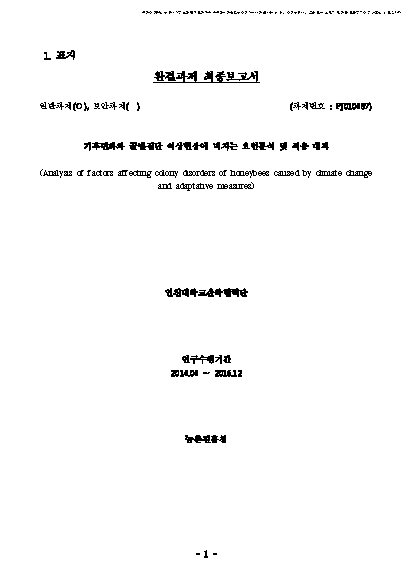 1. 표지
완결과제 최종보고서
일반과제(O), 보안과제(  )
(과제번호 : PJ010487)
기후변화와 꿀벌집단 이상현상에 미치는 요인분석 및 적응 대책
(Analysis of factors affecting colony disorders of honeybees caused by climate change
and adaptative measures)
인천대학교산학협력단
연구수행기간
2014.04 ~ 2016.12
농촌진흥청
- 1 -